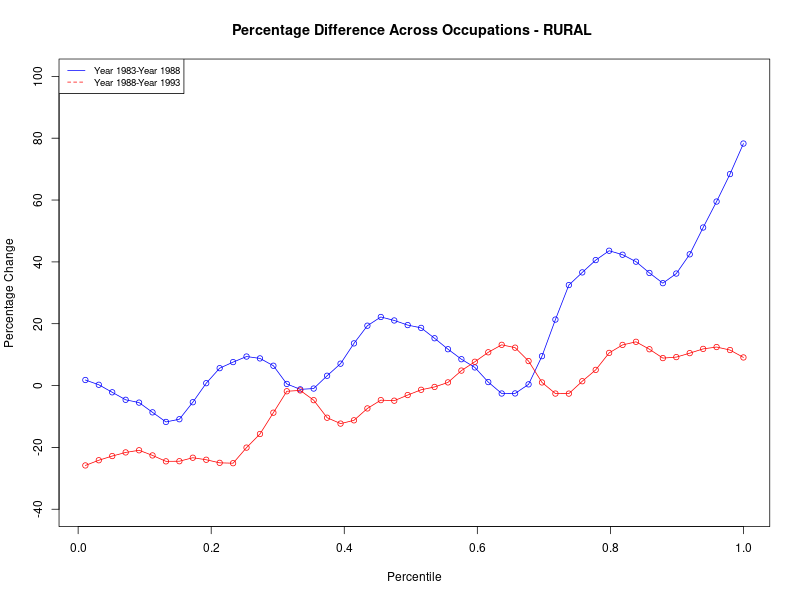 Percentage Difference Across Occupations - RURAL
Year 1983-Year 1988
Year 1988-Year 1993
Percentage Change
100
80
60
40
20
0
-20
-40
0.0 0.2 0.4 0.6 0.8 1.0
Percentile